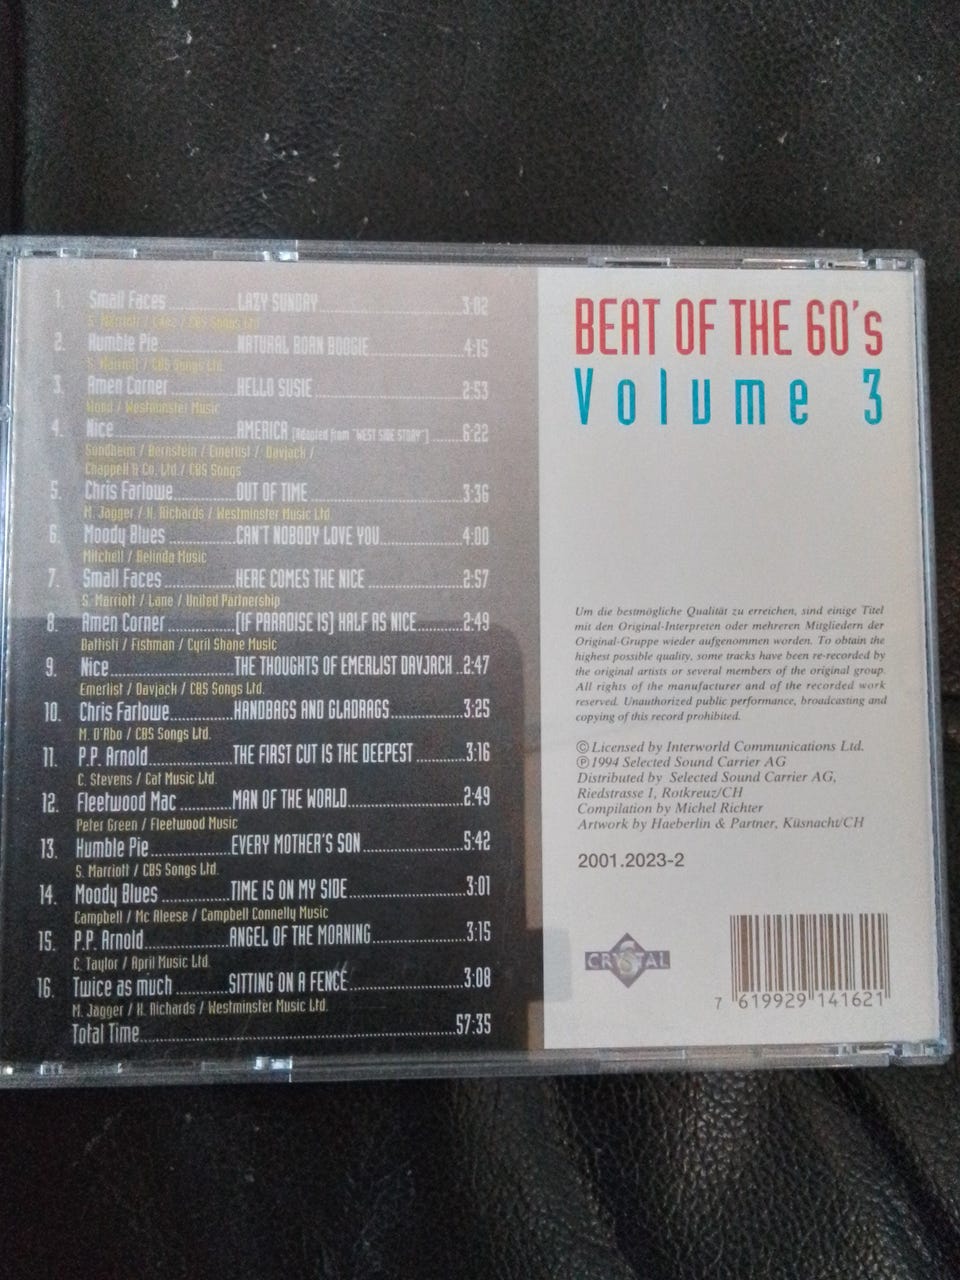 1. Small Faces ........... LAZY SUNDAY ........... 3:02
S. Marriott / Lane / CBS Songs Ltd
2. Humble Pie ........... NATURAL BORN BOOGIE ........... 4:15
S. Marriott / CBS Songs Ltd.
3. Amen Corner ........... HELLO SUSIE ........... 2:53
Wood / Westminster Music
4. Nice ........... AMERICA [Adapted from "WEST SIDE STORY"] ........... 6:22
Sondheim / Bernstein / Emerlist / Davjack /
Chappell & Co. Ltd / CBS Songs
5. Chris Farlowe ........... OUT OF TIME ........... 3:36
M. Jagger / K. Richards / Westminster Music Ltd
6. Moody Blues ........... CAN'T NOBODY LOVE YOU ........... 4:00
Mitchell / Belinda Music
7. Small Faces ........... HERE COMES THE NICE ........... 2:57
S. Marriott / Lane / United Partnership
8. Amen Corner ........... [IF PARADISE IS] HALF AS NICE ........... 2:49
Battisti / Fishman / Cyril Shane Music
9. Nice ........... THE THOUGHTS OF EMERLIST DAVJACK .. 2:47
Emerlist / Davjack / CBS Songs Ltd.
10. Chris Farlowe ........... HANDBAGS AND GLADRAGS ........... 3:25
M. D'Abo / CBS Songs Ltd.
11. P.P. Arnold ........... THE FIRST CUT IS THE DEEPEST ........... 3:16
C. Stevens / Cat Music Ltd.
12. Fleetwood Mac ........... MAN OF THE WORLD ........... 2:49
Peter Green / Fleetwood Music
13. Humble Pie ........... EVERY MOTHER'S SON ........... 5:42
S. Marriott / CBS Songs Ltd.
14. Moody Blues ........... TIME IS ON MY SIDE ........... 3:01
Campbell / Mc Aleese / Campbell Connelly Music
15. P.P. Arnold ........... ANGEL OF THE MORNING ........... 3:15
C. Taylor / April Music Ltd.
16. Twice as much ........... SITTING ON A FENCE ........... 3:08
M. Jagger / K. Richards / Westminster Music Ltd.
Total Time ........... 57:35
BEAT OF THE 60's
Volume 3
Um die bestmögliche Qualität zu erreichen, sind einige Titel
mit den Original-Interpreten oder mehreren Mitgliedern der
Original-Gruppe wieder aufgenommen worden. To obtain the
highest possible quality, some tracks have been re-recorded by
the original artists or several members of the original group.
All rights of the manufacturer and of the recorded work
reserved. Unauthorized public performance, broadcasting and
copying of this record prohibited.
© Licensed by Interworld Communications Ltd.
℗ 1994 Selected Sound Carrier AG
Distributed by Selected Sound Carrier AG,
Riedstrasse 1, Rotkreuz/CH
Compilation by Michel Richter
Artwork by Haeberlin & Partner, Küsnacht/CH
2001.2023-2
CRYSTAL
7 619929 141621